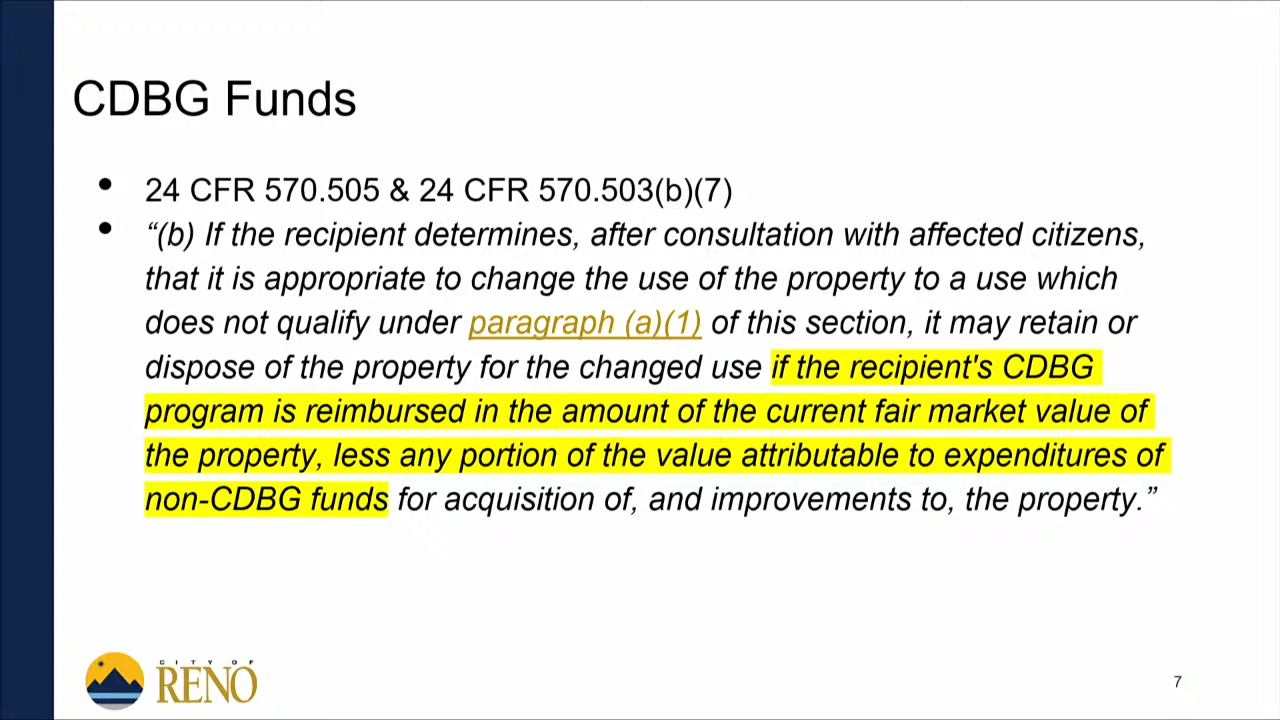 CDBG Funds
• 24 CFR 570.505 & 24 CFR 570.503(b)(7)
• “(b) If the recipient determines, after consultation with affected citizens,
that it is appropriate to change the use of the property to a use which
does not qualify under paragraph (a)(1) of this section, it may retain or
dispose of the property for the changed use if the recipient's CDBG
program is reimbursed in the amount of the current fair market value of
the property, less any portion of the value attributable to expenditures of
non-CDBG funds for acquisition of, and improvements to, the property.”
CITY OF
RENO
7